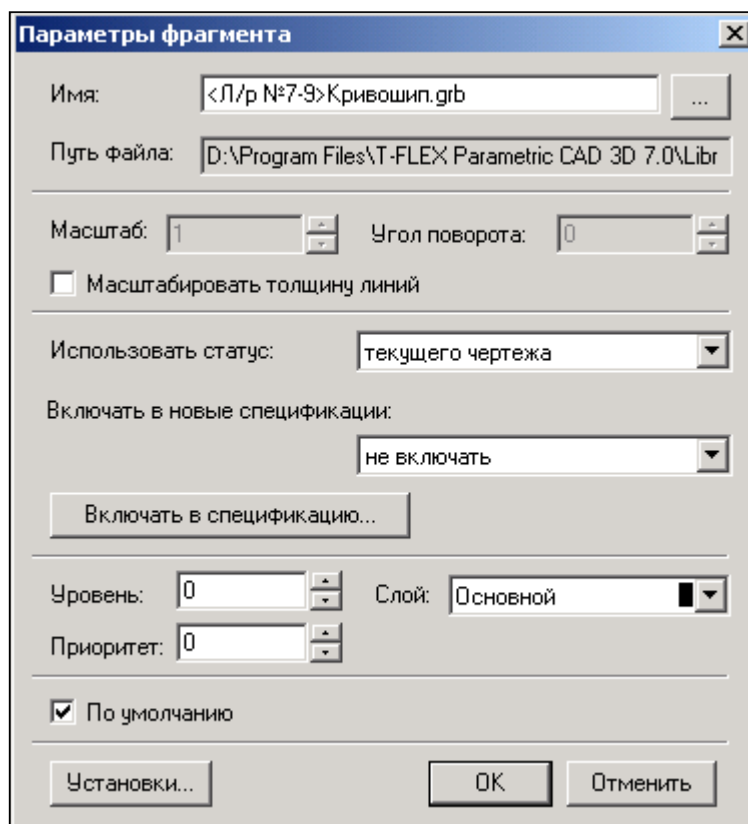 Параметры фрагмента
Имя: <Л/р №7-9>Кривошип.grb ...
Путь файла: D:\Program Files\T-FLEX Parametric CAD 3D 7.0\Libr
Масштаб: 1 Угол поворота: 0
Масштабировать толщину линий
Использовать статус: текущего чертежа
Включать в новые спецификации:
не включать
Включать в спецификацию...
Уровень: 0 Слой: Основной
Приоритет: 0
По умолчанию
Установки... OK Отменить